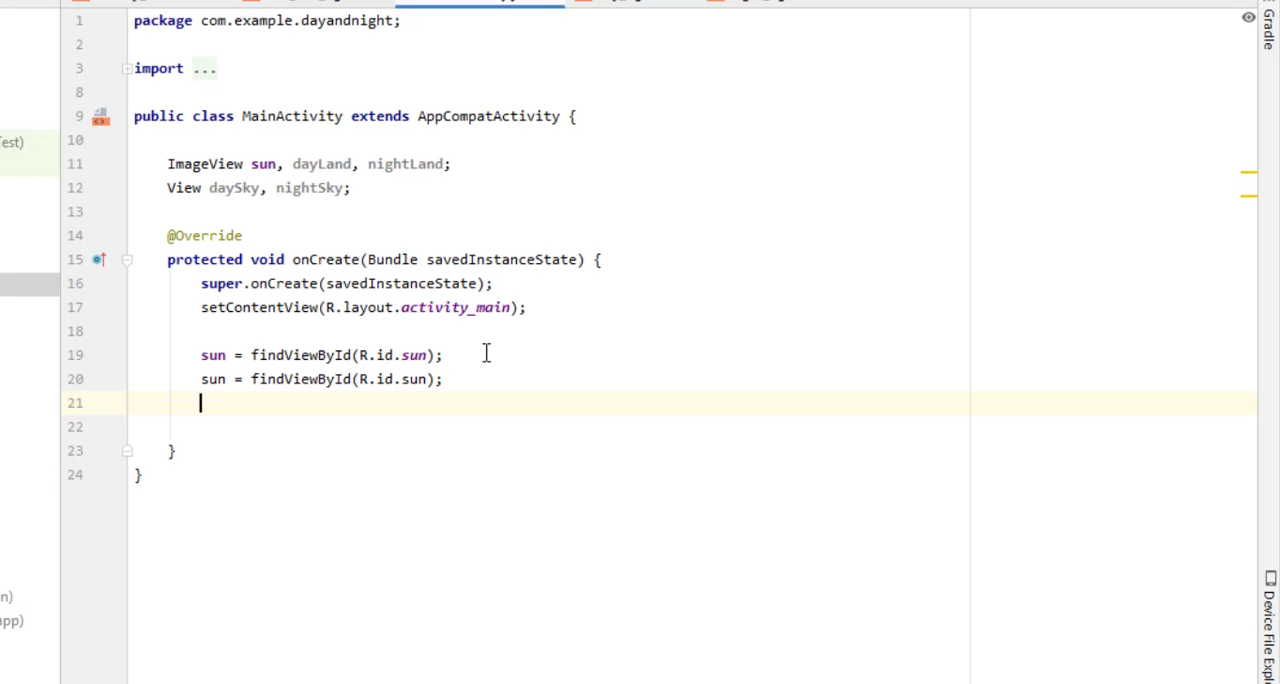 1 package com.example.dayandnight;
2
3 import ...
8
9 public class MainActivity extends AppCompatActivity {
10
11 ImageView sun, dayLand, nightLand;
12 View daySky, nightSky;
13
14 @Override
15 protected void onCreate(Bundle savedInstanceState) {
16 super.onCreate(savedInstanceState);
17 setContentView(R.layout.activity_main);
18
19 sun = findViewById(R.id.sun);
20 sun = findViewById(R.id.sun);
21
22
23 }
24 }
Gradle